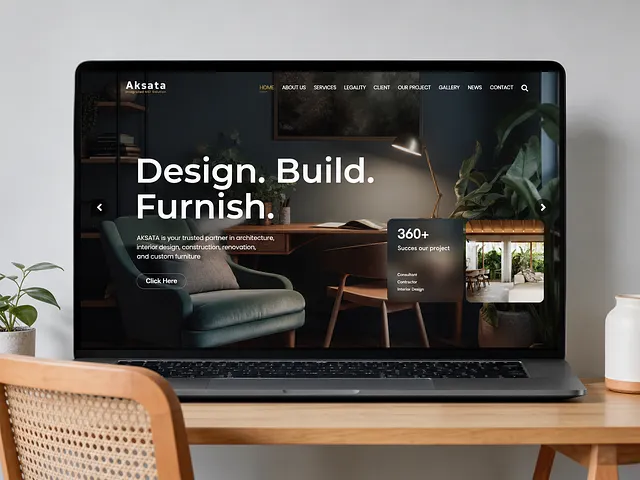 Aksata
HOME ABOUT US SERVICES LEGALITY CLIENT OUR PROJECT GALLERY NEWS CONTACT
Design. Build.
Furnish.
AKSATA is your trusted partner in architecture,
interior design, construction, renovation,
and custom furniture
Click Here
360+
Succes our project
Consultant
Contractor
Interior Design